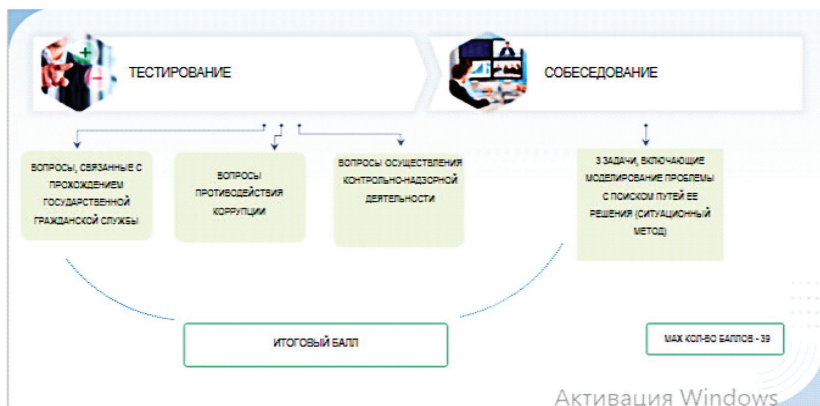 ТЕСТИРОВАНИЕ
СОБЕСЕДОВАНИЕ
ВОПРОСЫ, СВЯЗАННЫЕ С
ПРОХОЖДЕНИЕМ
ГОСУДАРСТВЕННОЙ
ГРАЖДАНСКОЙ СЛУЖБЫ
ВОПРОСЫ
ПРОТИВОДЕЙСТВИЯ
КОРРУПЦИИ
ВОПРОСЫ ОСУЩЕСТВЛЕНИЯ
КОНТРОЛЬНО-НАДЗОРНОЙ
ДЕЯТЕЛЬНОСТИ
3 ЗАДАЧИ, ВКЛЮЧАЮЩИЕ
МОДЕЛИРОВАНИЕ ПРОБЛЕМЫ
С ПОИСКОМ ПУТЕЙ ЕЕ
РЕШЕНИЯ (СИТУАЦИОННЫЙ
МЕТОД)
ИТОГОВЫЙ БАЛЛ
MAX КОЛ-ВО БАЛЛОВ - 39
Активация Windows